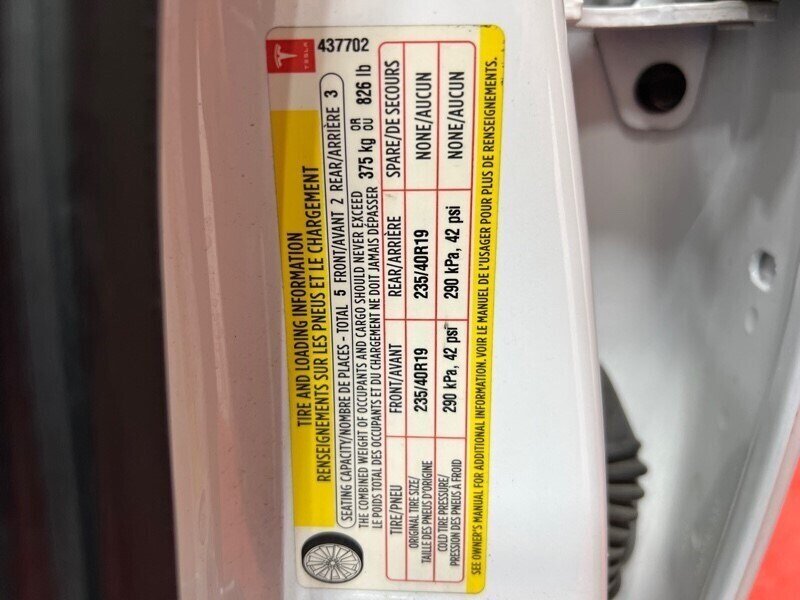 TESLA
437702
TIRE AND LOADING INFORMATION
RENSEIGNEMENTS SUR LES PNEUS ET LE CHARGEMENT
SEATING CAPACITY/NOMBRE DE PLACES - TOTAL 5 FRONT/AVANT 2 REAR/ARRIÈRE 3
THE COMBINED WEIGHT OF OCCUPANTS AND CARGO SHOULD NEVER EXCEED 375 kg OR 826 lb
LE POIDS TOTAL DES OCCUPANTS ET DU CHARGEMENT NE DOIT JAMAIS DÉPASSER OU
TIRE/PNEU FRONT/AVANT REAR/ARRIÈRE SPARE/DE SECOURS
ORIGINAL TIRE SIZE/
TAILLE DES PNEUS D'ORIGINE
235/40R19 235/40R19 NONE/AUCUN
COLD TIRE PRESSURE/
PRESSION DES PNEUS À FROID
290 kPa, 42 psi 290 kPa, 42 psi NONE/AUCUN
SEE OWNER'S MANUAL FOR ADDITIONAL INFORMATION. VOIR LE MANUEL DE L'USAGER POUR PLUS DE RENSEIGNEMENTS.